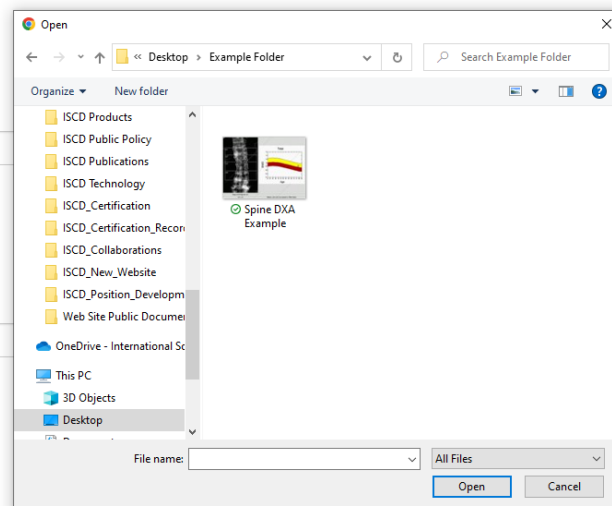 Open
« Desktop › Example Folder
Search Example Folder
Organize
New folder
?
ISCD Products
ISCD Public Policy
ISCD Publications
ISCD Technology
ISCD_Certification
ISCD_Certification_Recor
ISCD_Collaborations
ISCD_New_Website
ISCD_Position_Developm
Web Site Public Documer
OneDrive - International Sc
This PC
3D Objects
Desktop
Spine DXA
Example
File name:
All Files
Open
Cancel